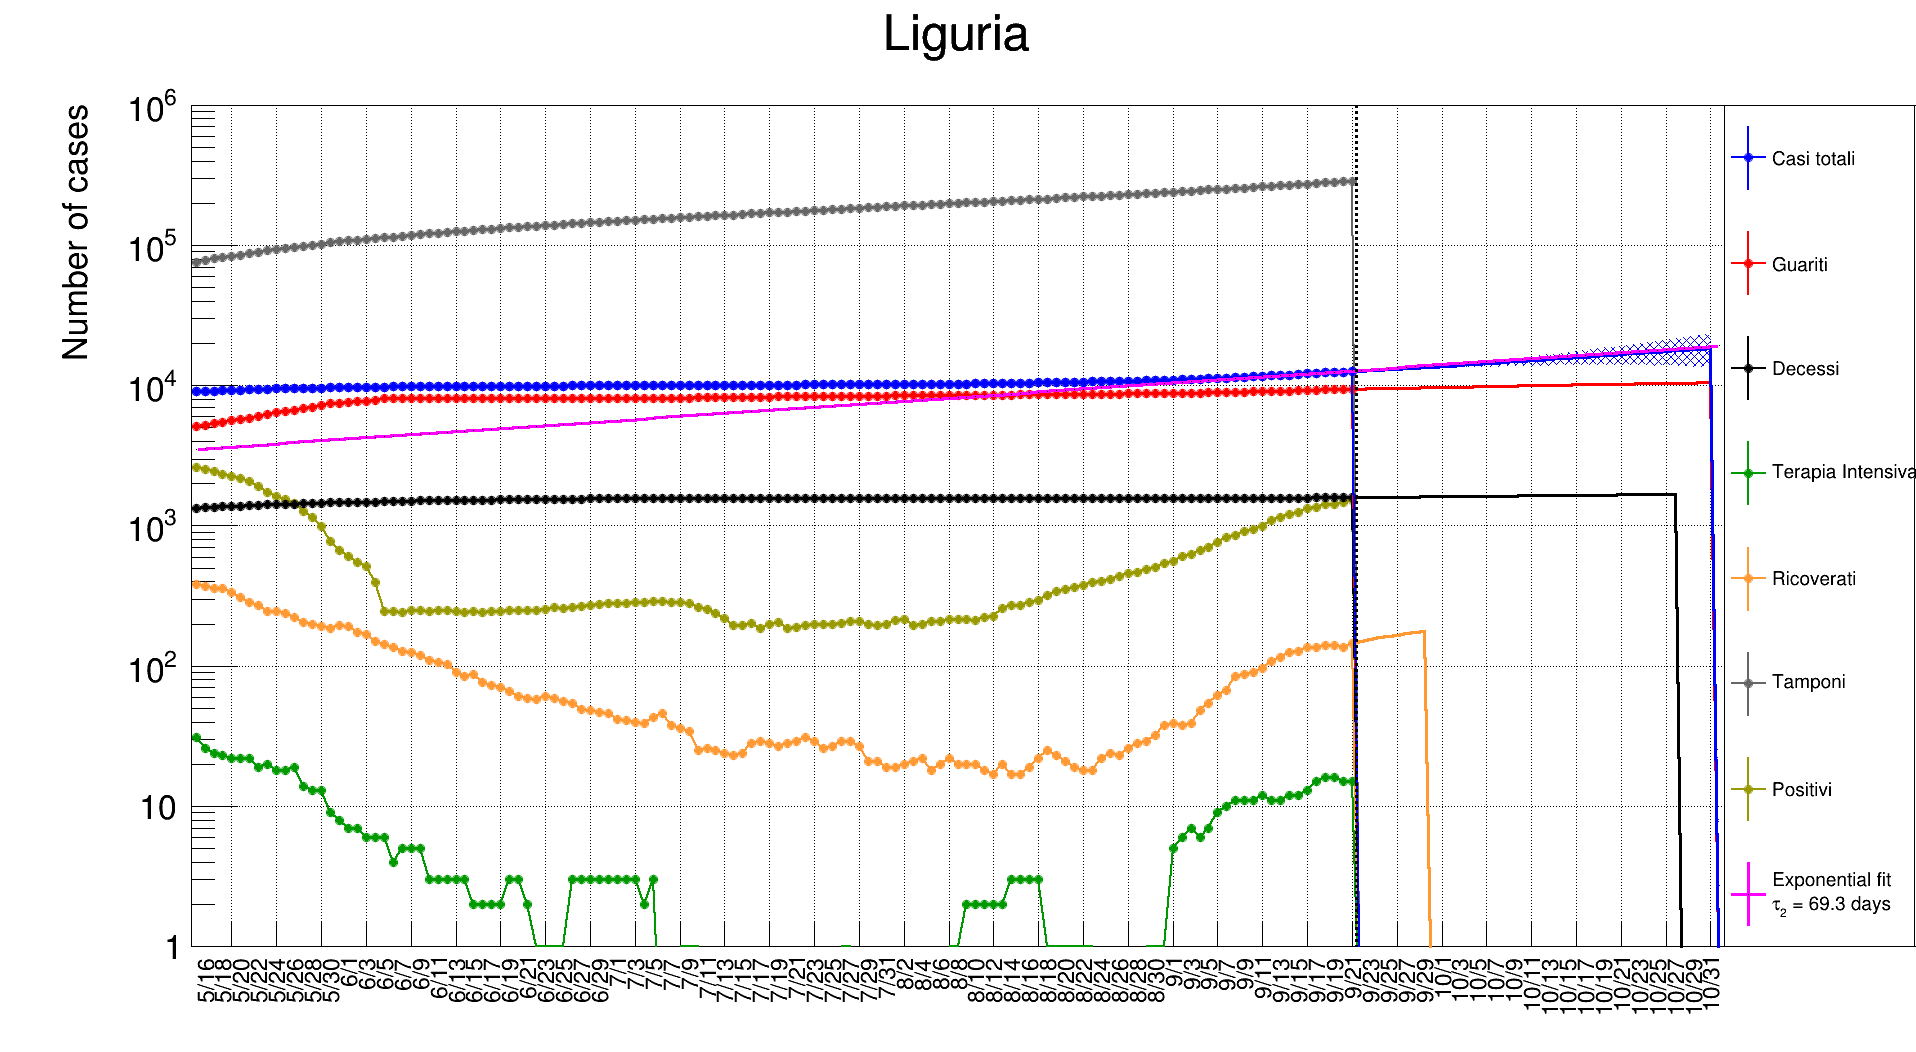 Liguria
Number of cases
10^6
10^5
10^4
10^3
10^2
10
1
5/16 5/18 5/20 5/22 5/24 5/26 5/28 5/30 6/1 6/3 6/5 6/7 6/9 6/11 6/13 6/15 6/17 6/19 6/21 6/23 6/25 6/27 6/29 7/1 7/3 7/5 7/7 7/9 7/11 7/13 7/15 7/17 7/19 7/21 7/23 7/25 7/27 7/29 7/31 8/2 8/4 8/6 8/8 8/10 8/12 8/14 8/16 8/18 8/20 8/22 8/24 8/26 8/28 8/30 9/1 9/3 9/5 9/7 9/9 9/11 9/13 9/15 9/17 9/19 9/21 9/23 9/25 9/27 9/29 10/1 10/3 10/5 10/7 10/9 10/11 10/13 10/15 10/17 10/19 10/21 10/23 10/25 10/27 10/29 10/31
Casi totali
Guariti
Decessi
Terapia Intensiva
Ricoverati
Tamponi
Positivi
Exponential fit
τ₂ = 69.3 days